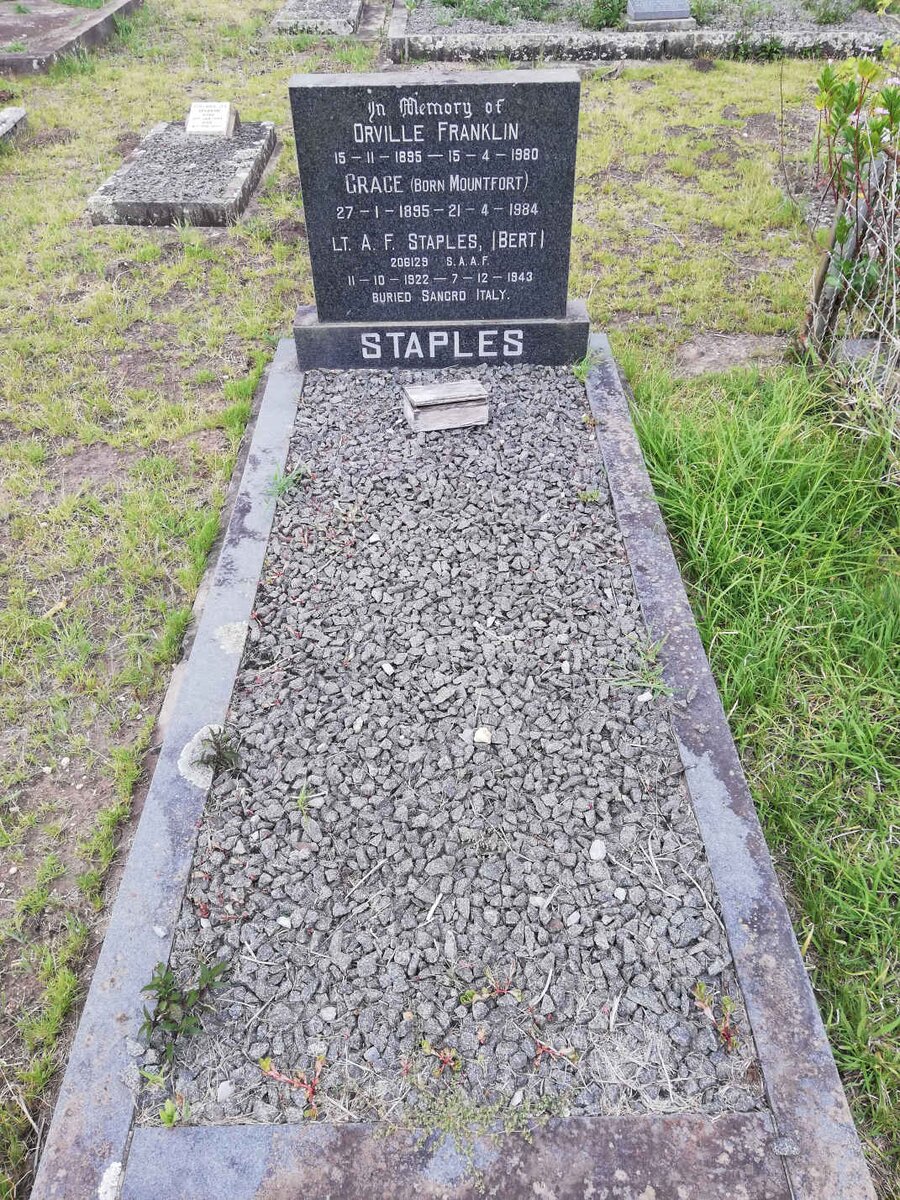 In Memory of
ORVILLE FRANKLIN
15 - 11 - 1895 — 15 - 4 - 1980
GRACE (BORN MOUNTFORT)
27 - 1 - 1895 - 21 - 4 - 1984
LT. A. F. STAPLES, (BERT)
206129 S.A.A.F.
11 - 10 - 1922 — 7 - 12 - 1943
BURIED SANGRO ITALY.
STAPLES